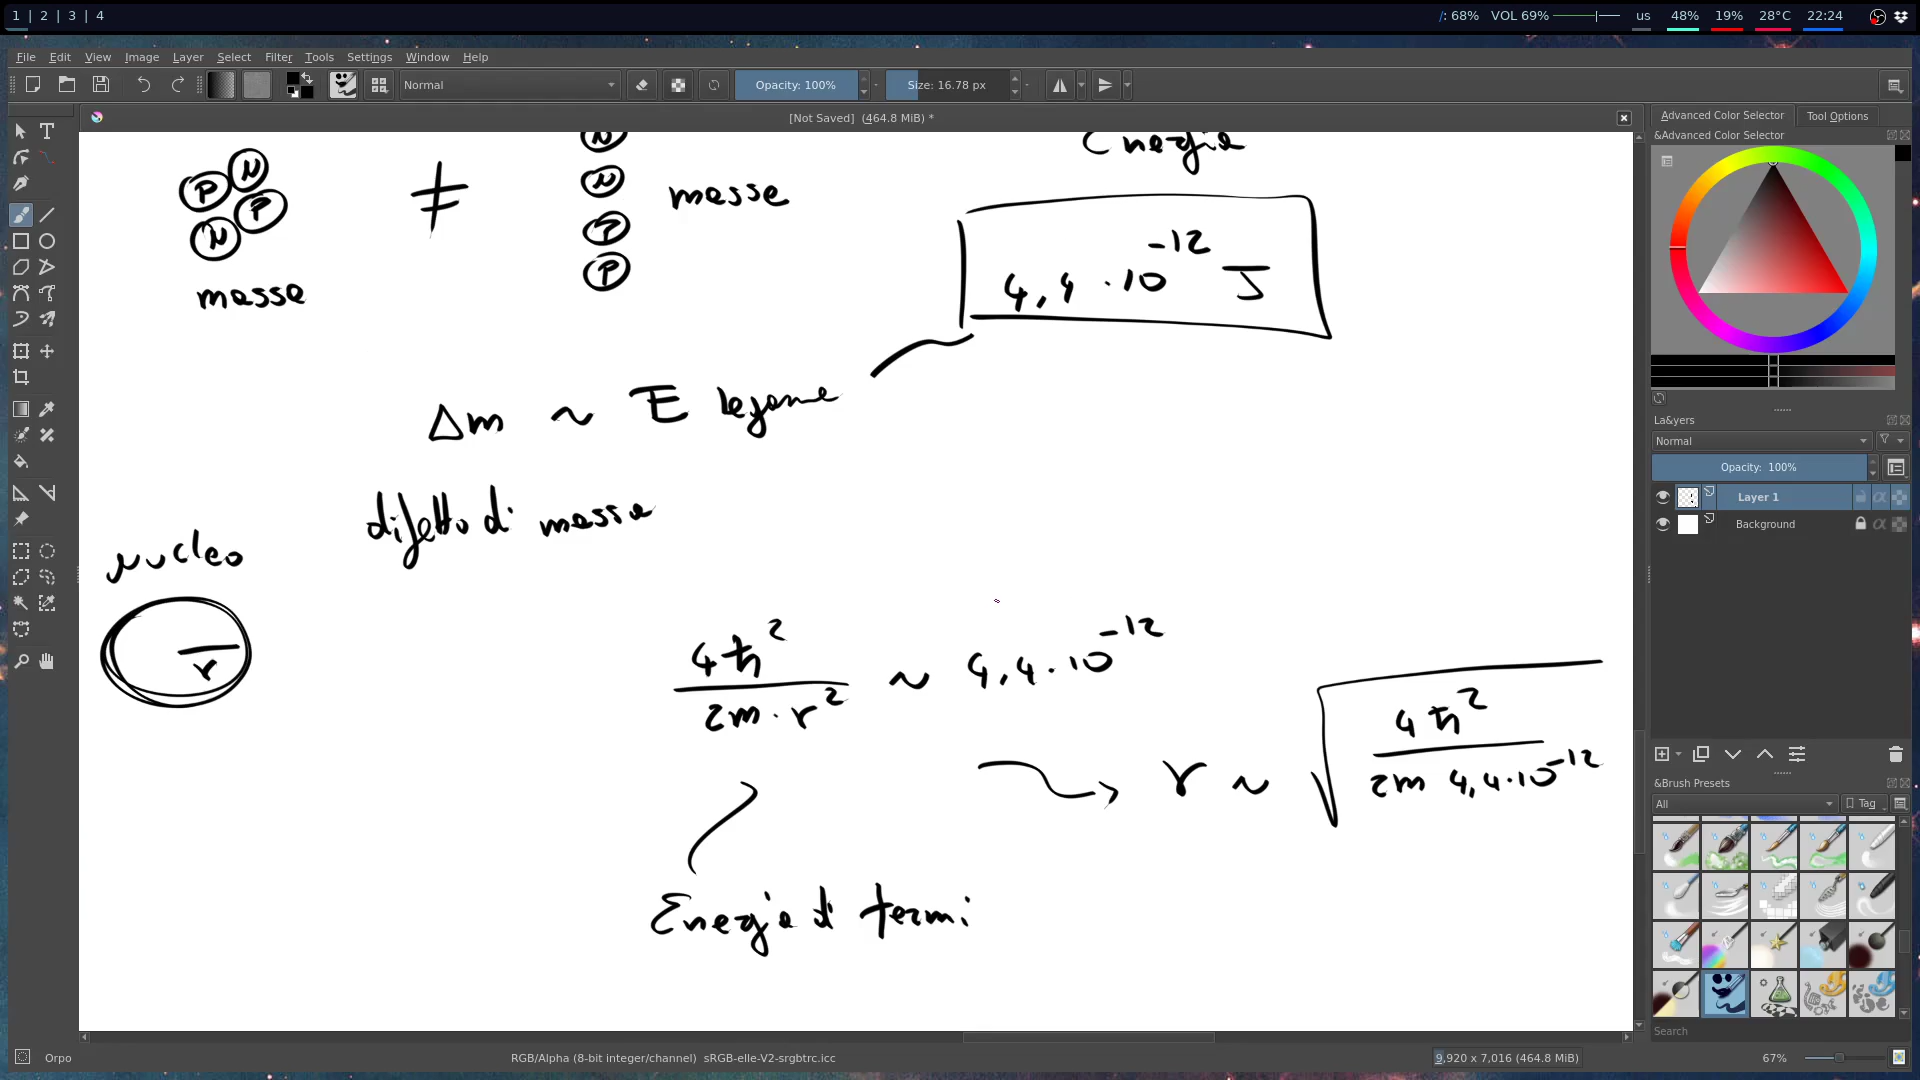 1 | 2 | 3 | 4
/: 68% VOL 69% us 48% 19% 28°C 22:24
File Edit View Image Layer Select Filter Tools Settings Window Help
Normal
Opacity: 100%
Size: 16.78 px
[Not Saved] (464.8 MiB) *
Advanced Color Selector
Tool Options
&Advanced Color Selector
Energia
P N P N
masse
≠
N
N
P
P
masse
4,4 · 10^-12 J
Δm ~ E legame
difetto di massa
nucleo
r
4ħ^2 / 2m · r^2 ~ 4,4 · 10^-12
r ~ √(4ħ^2 / 2m 4,4 · 10^-12)
Energia di fermi
La&yers
Normal
Opacity: 100%
Layer 1
Background
&Brush Presets
All
Tag
Search
Orpo
RGB/Alpha (8-bit integer/channel) sRGB-elle-V2-srgbtrc.icc
9,920 x 7,016 (464.8 MiB)
67%